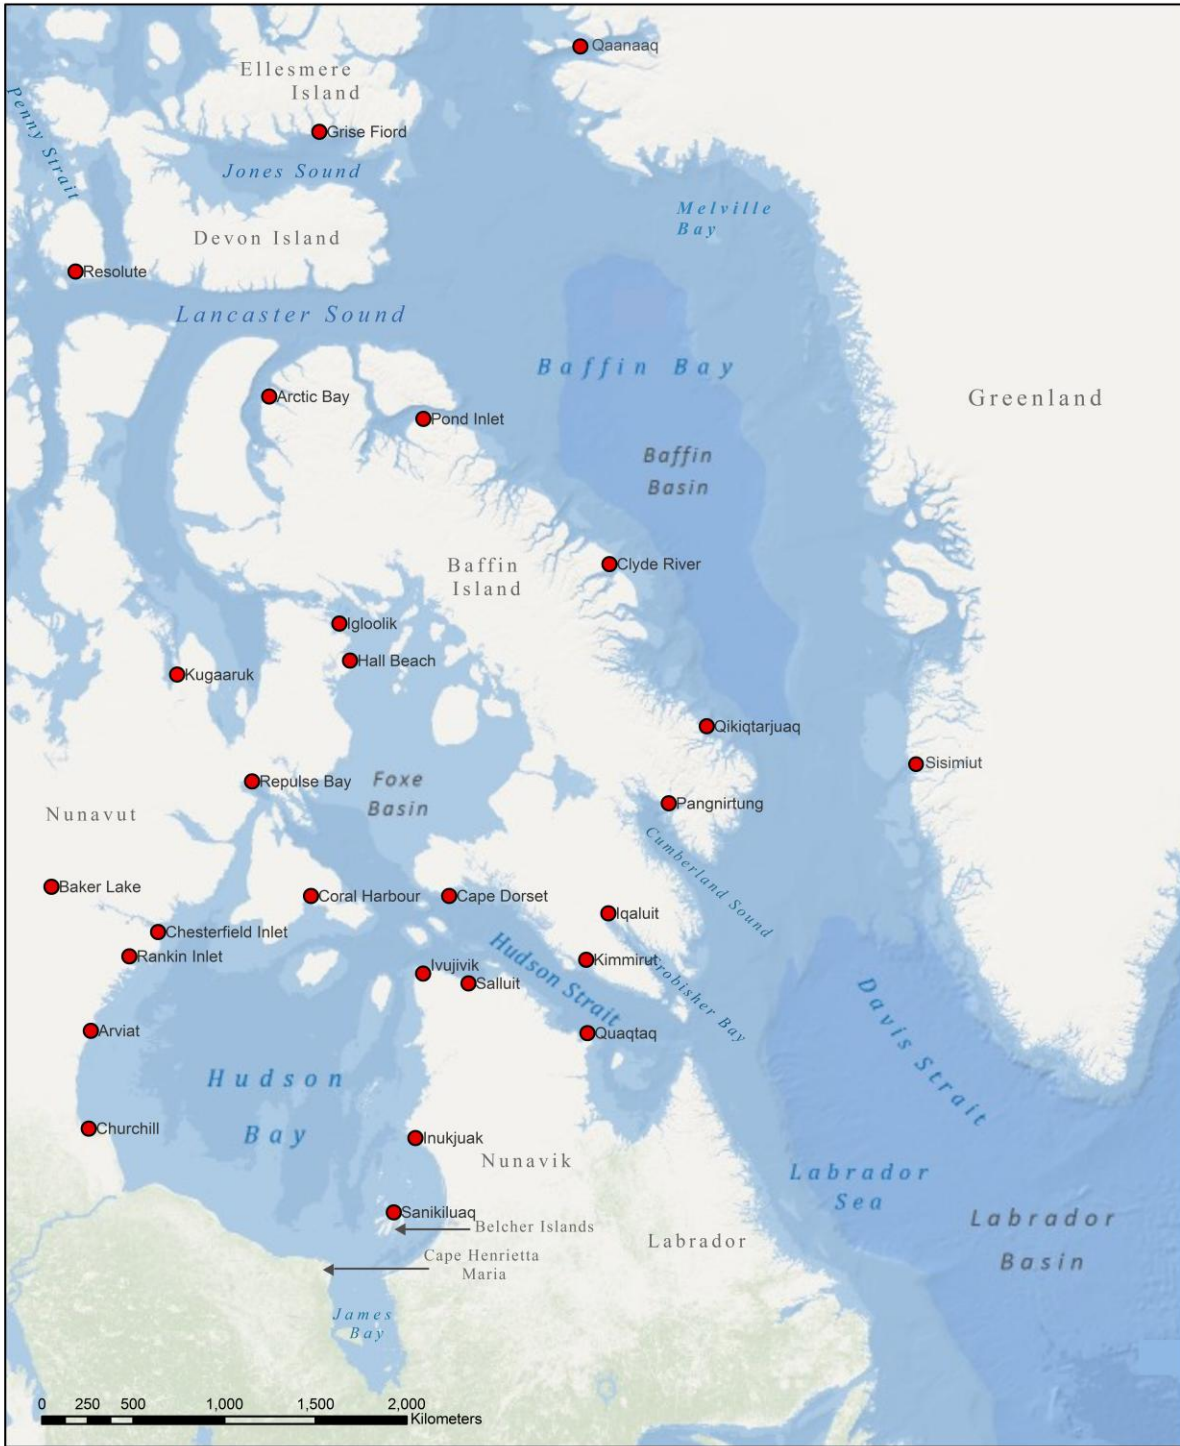 Qaanaaq
Ellesmere
Island
Penny Strait
Grise Fiord
Jones Sound
Melville
Bay
Devon Island
Resolute
Lancaster Sound
Baffin Bay
Arctic Bay
Greenland
Pond Inlet
Baffin
Basin
Baffin
Island
Clyde River
Igloolik
Hall Beach
Kugaaruk
Qikiqtarjuaq
Sisimiut
Repulse Bay
Foxe
Basin
Pangnirtung
Nunavut
Cumberland Sound
Baker Lake
Coral Harbour
Cape Dorset
Iqaluit
Chesterfield Inlet
Rankin Inlet
Hudson Strait
Kimmirut
Frobisher Bay
Ivujivik
Salluit
Davis Strait
Arviat
Quaqtaq
Hudson
Bay
Churchill
Inukjuak
Nunavik
Labrador
Sea
Sanikiluaq
Belcher Islands
Labrador
Labrador
Basin
Cape Henrietta
Maria
James
Bay
0 250 500 1,000 1,500 2,000
Kilometers